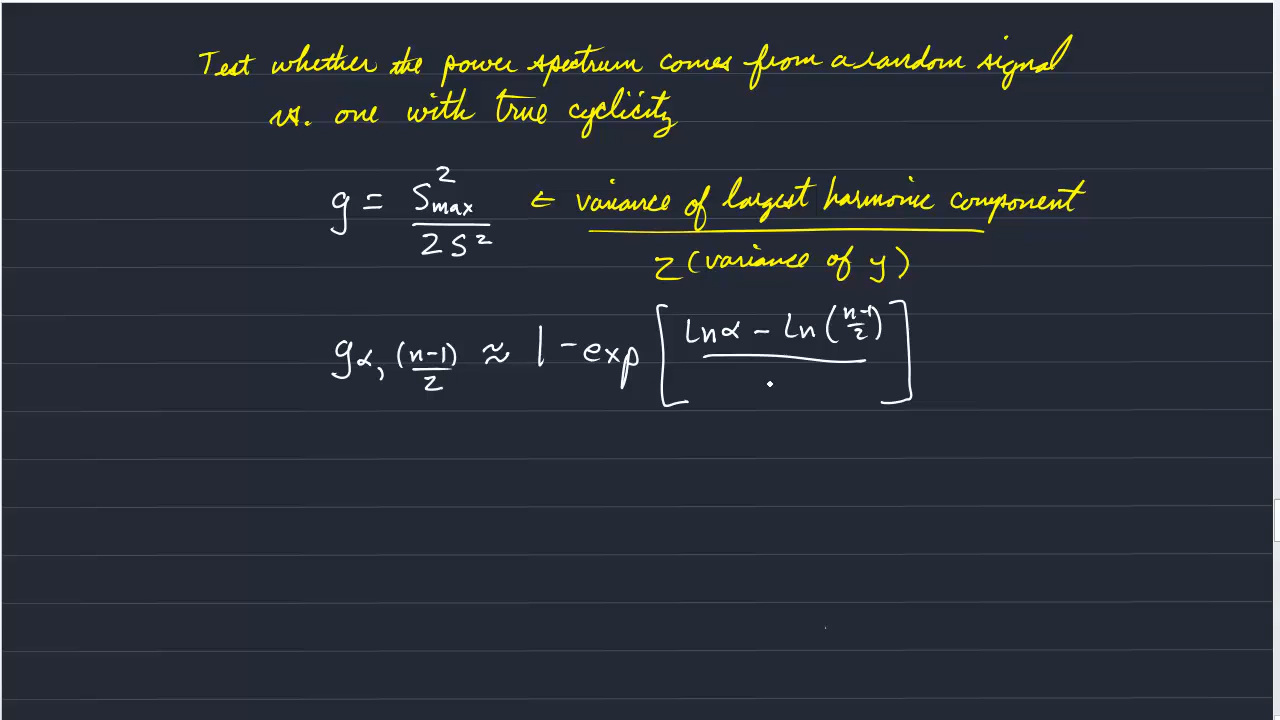 Test whether the power spectrum comes from a random signal
vs. one with true cyclicity
g = S²max / 2S² ← variance of largest harmonic component / 2 (variance of y)
gα, (n-1)/2 ≈ 1 - exp [ (ln α - ln ((n-1)/2)) / ]